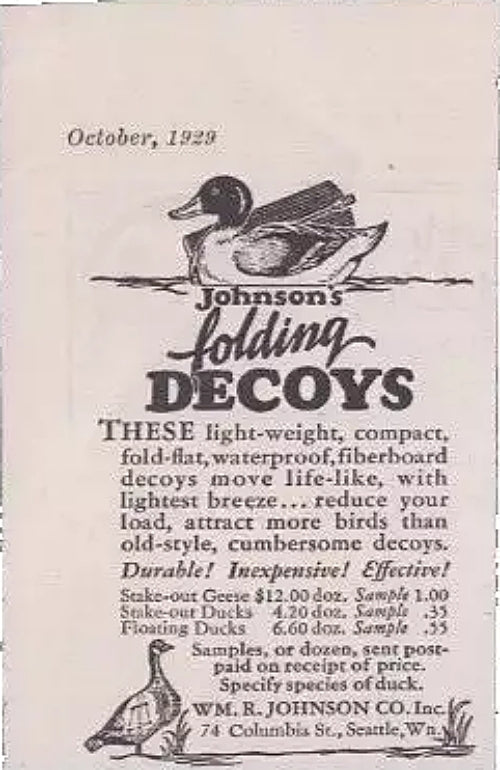 October, 1929
Johnson's
folding
DECOYS
THESE light-weight, compact,
fold-flat, waterproof, fiberboard
decoys move life-like, with
lightest breeze... reduce your
load, attract more birds than
old-style, cumbersome decoys.
Durable! Inexpensive! Effective!
Stake-out Geese $12.00 doz. Sample 1.00
Stake-out Ducks 4.20 doz. Sample .35
Floating Ducks 6.60 doz. Sample .55
Samples, or dozen, sent post-
paid on receipt of price.
Specify species of duck.
WM. R. JOHNSON CO. Inc.
74 Columbia St., Seattle, Wn.